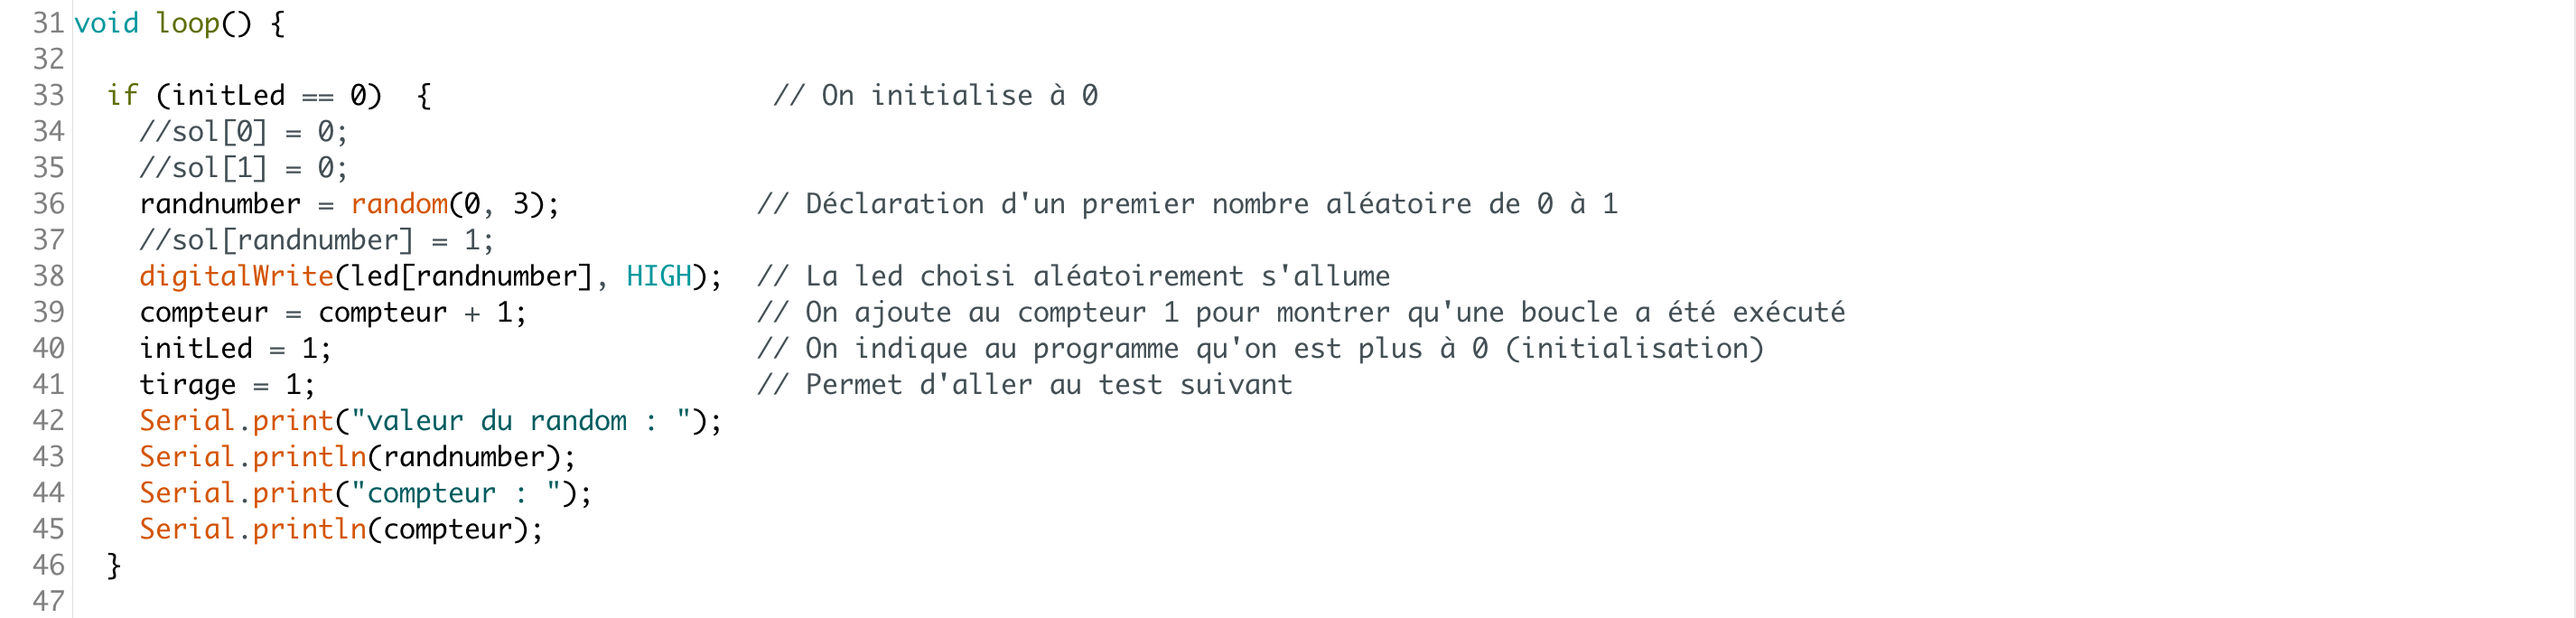 31 void loop() {
32
33   if (initLed == 0)  {                     // On initialise à 0
34     //sol[0] = 0;
35     //sol[1] = 0;
36     randnumber = random(0, 3);            // Déclaration d'un premier nombre aléatoire de 0 à 1
37     //sol[randnumber] = 1;
38     digitalWrite(led[randnumber], HIGH);  // La led choisi aléatoirement s'allume
39     compteur = compteur + 1;              // On ajoute au compteur 1 pour montrer qu'une boucle a été exécuté
40     initLed = 1;                          // On indique au programme qu'on est plus à 0 (initialisation)
41     tirage = 1;                           // Permet d'aller au test suivant
42     Serial.print("valeur du random : ");
43     Serial.println(randnumber);
44     Serial.print("compteur : ");
45     Serial.println(compteur);
46   }
47